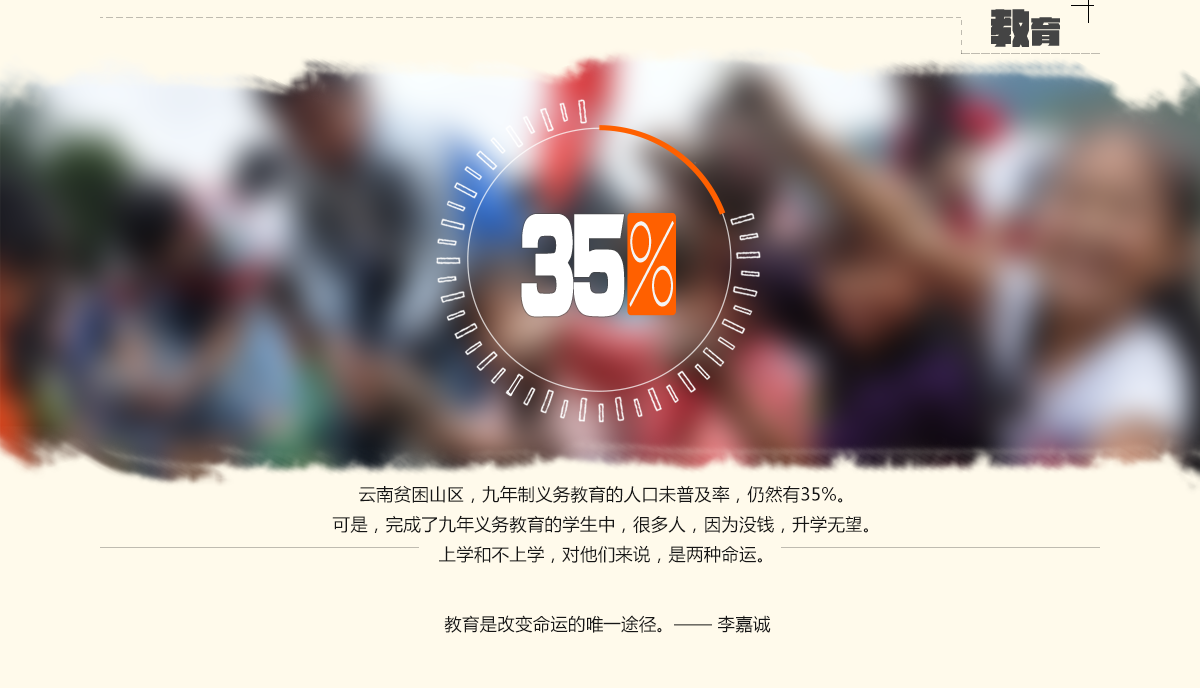 教育
35%
云南贫困山区，九年制义务教育的人口未普及率，仍然有35%。
可是，完成了九年义务教育的学生中，很多人，因为没钱，升学无望。
上学和不上学，对他们来说，是两种命运。
教育是改变命运的唯一途径。—— 李嘉诚